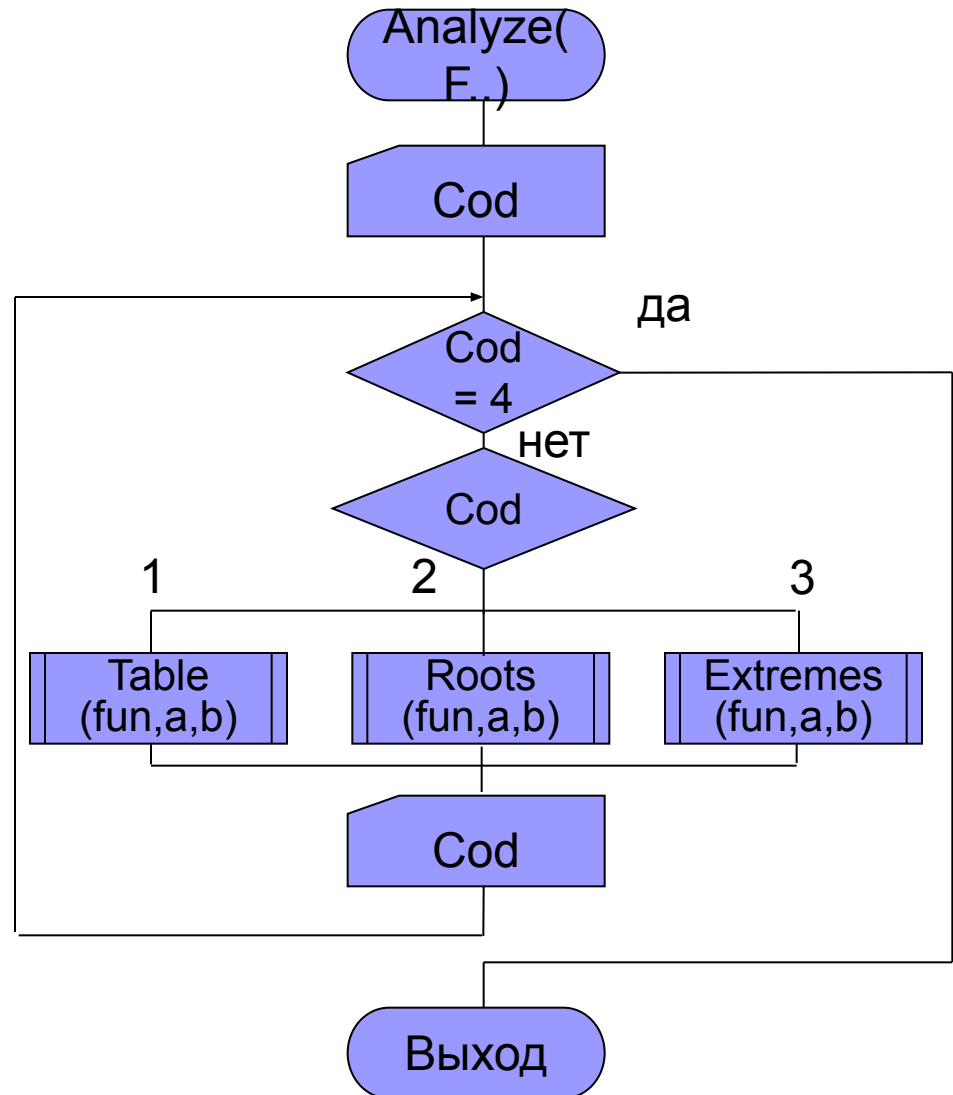 Analyze(
F..)
Cod
да
Cod
= 4
нет
Cod
1
2
3
Table
(fun,a,b)
Roots
(fun,a,b)
Extremes
(fun,a,b)
Cod
Выход